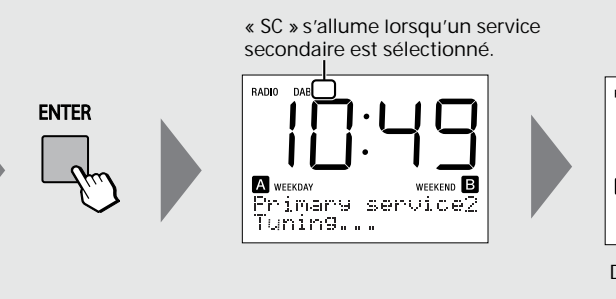 « SC » s’allume lorsqu’un service
secondaire est sélectionné.
ENTER
RADIO DAB
10:49
A WEEKDAY WEEKEND B
Primary service2
Tuning...
D